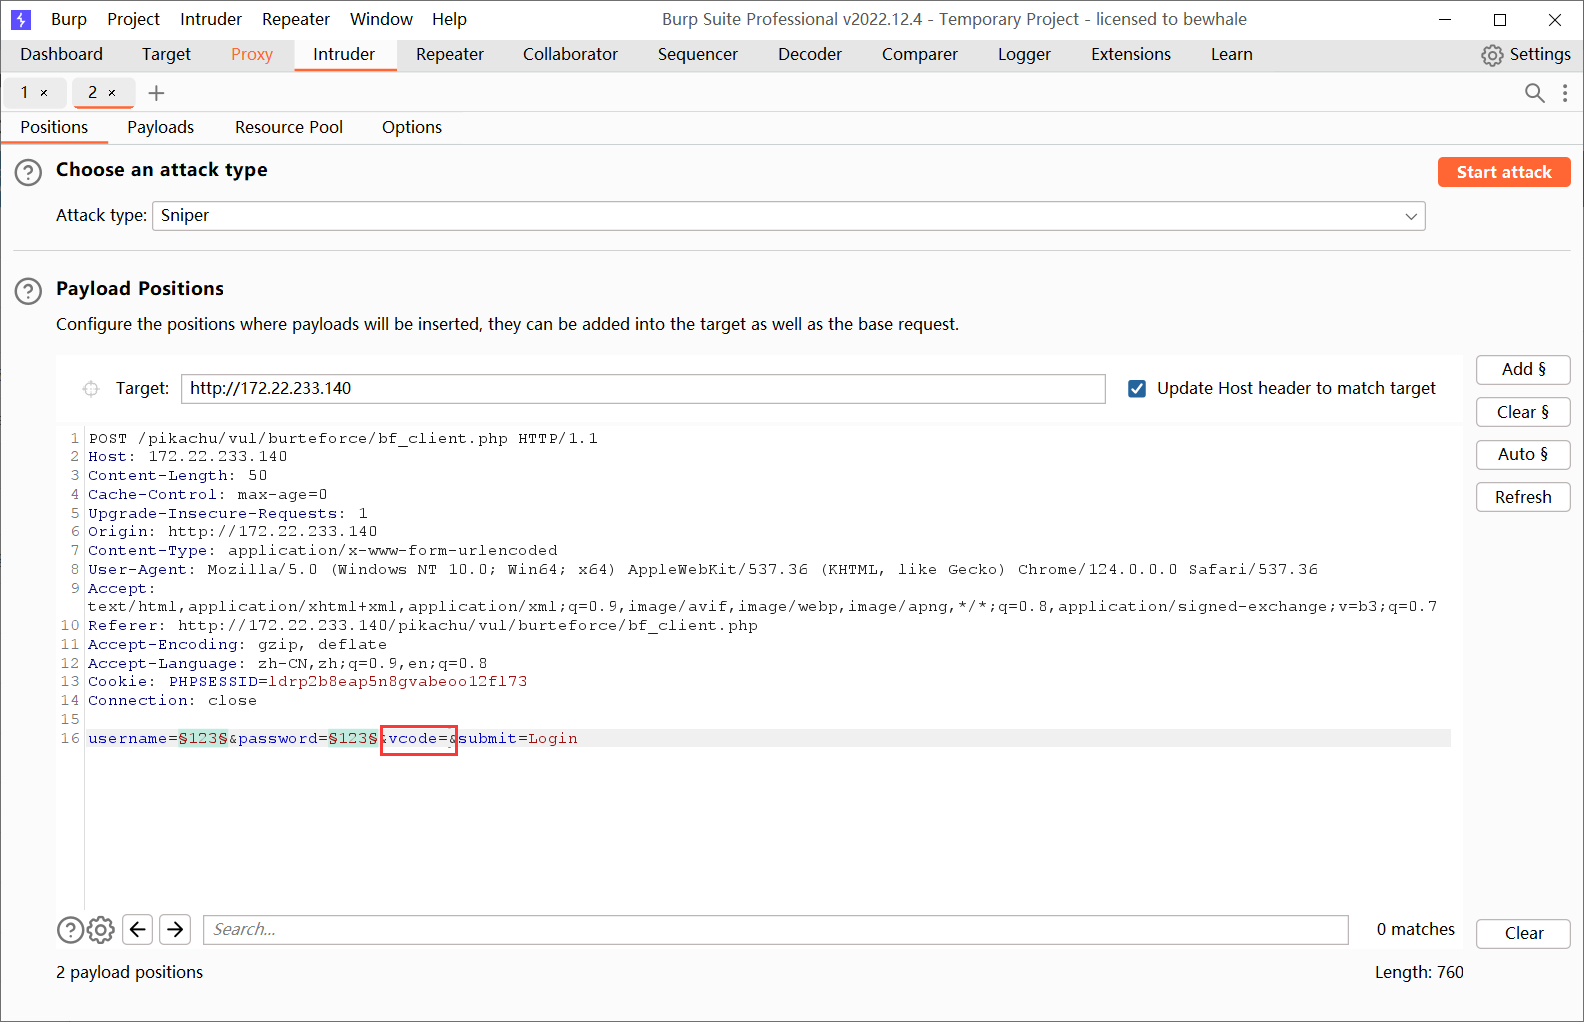 Burp Project Intruder Repeater Window Help Burp Suite Professional v2022.12.4 - Temporary Project - licensed to bewhale
Dashboard Target Proxy Intruder Repeater Collaborator Sequencer Decoder Comparer Logger Extensions Learn Settings
1 × 2 × +
Positions Payloads Resource Pool Options
? Choose an attack type Start attack
Attack type: Sniper
? Payload Positions
Configure the positions where payloads will be inserted, they can be added into the target as well as the base request.
Target: http://172.22.233.140 Update Host header to match target
Add §
Clear §
Auto §
Refresh
1 POST /pikachu/vul/burteforce/bf_client.php HTTP/1.1
2 Host: 172.22.233.140
3 Content-Length: 50
4 Cache-Control: max-age=0
5 Upgrade-Insecure-Requests: 1
6 Origin: http://172.22.233.140
7 Content-Type: application/x-www-form-urlencoded
8 User-Agent: Mozilla/5.0 (Windows NT 10.0; Win64; x64) AppleWebKit/537.36 (KHTML, like Gecko) Chrome/124.0.0.0 Safari/537.36
9 Accept:
text/html,application/xhtml+xml,application/xml;q=0.9,image/avif,image/webp,image/apng,*/*;q=0.8,application/signed-exchange;v=b3;q=0.7
10 Referer: http://172.22.233.140/pikachu/vul/burteforce/bf_client.php
11 Accept-Encoding: gzip, deflate
12 Accept-Language: zh-CN,zh;q=0.9,en;q=0.8
13 Cookie: PHPSESSID=ldrp2b8eap5n8gvabeoo12fl73
14 Connection: close
15
16 username=§123§&password=§123§&vcode=&submit=Login
? Search... 0 matches Clear
2 payload positions Length: 760